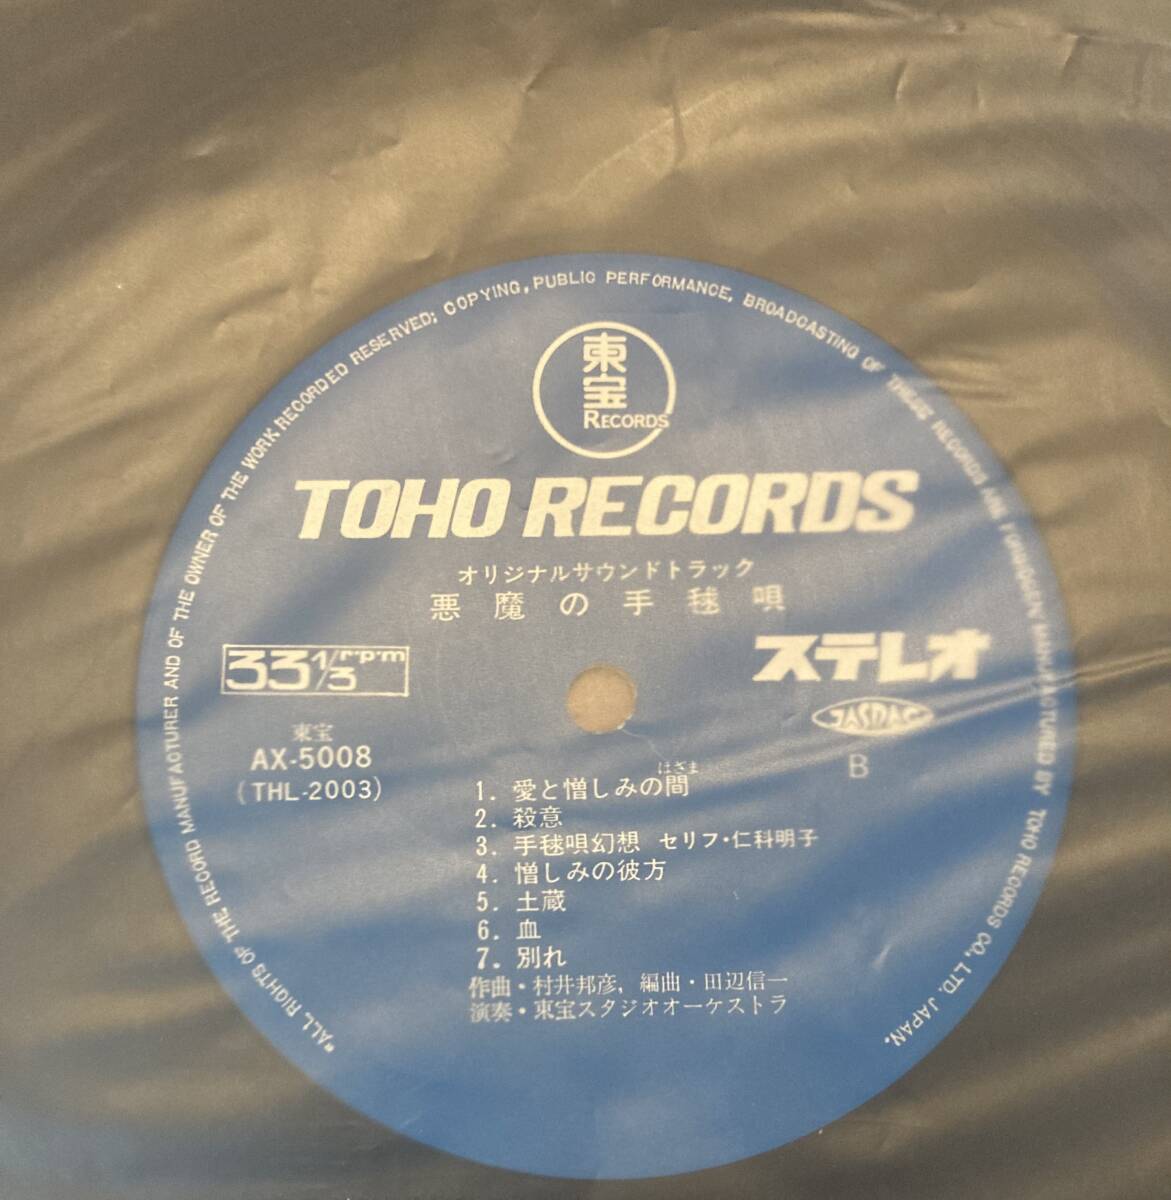 "ALL RIGHTS OF THE RECORD MANUFACTURER AND OF THE OWNER OF THE WORK RECORDED RESERVED; COPYING, PUBLIC PERFORMANCE, BROADCASTING OF THESE RECORDS ARE FORBIDDEN MANUFACTURED BY TOHO RECORDS CO., LTD. JAPAN.
東宝
RECORDS
TOHO RECORDS
オリジナルサウンドトラック
悪魔の手毬唄
33 1/3 r·p·m
ステレオ
JASRAC
東宝
AX-5008
(THL-2003)
B
はざま
1. 愛と憎しみの間
2. 殺意
3. 手毬唄幻想 セリフ・仁科明子
4. 憎しみの彼方
5. 土蔵
6. 血
7. 別れ
作曲・村井邦彦, 編曲・田辺信一
演奏・東宝スタジオオーケストラ